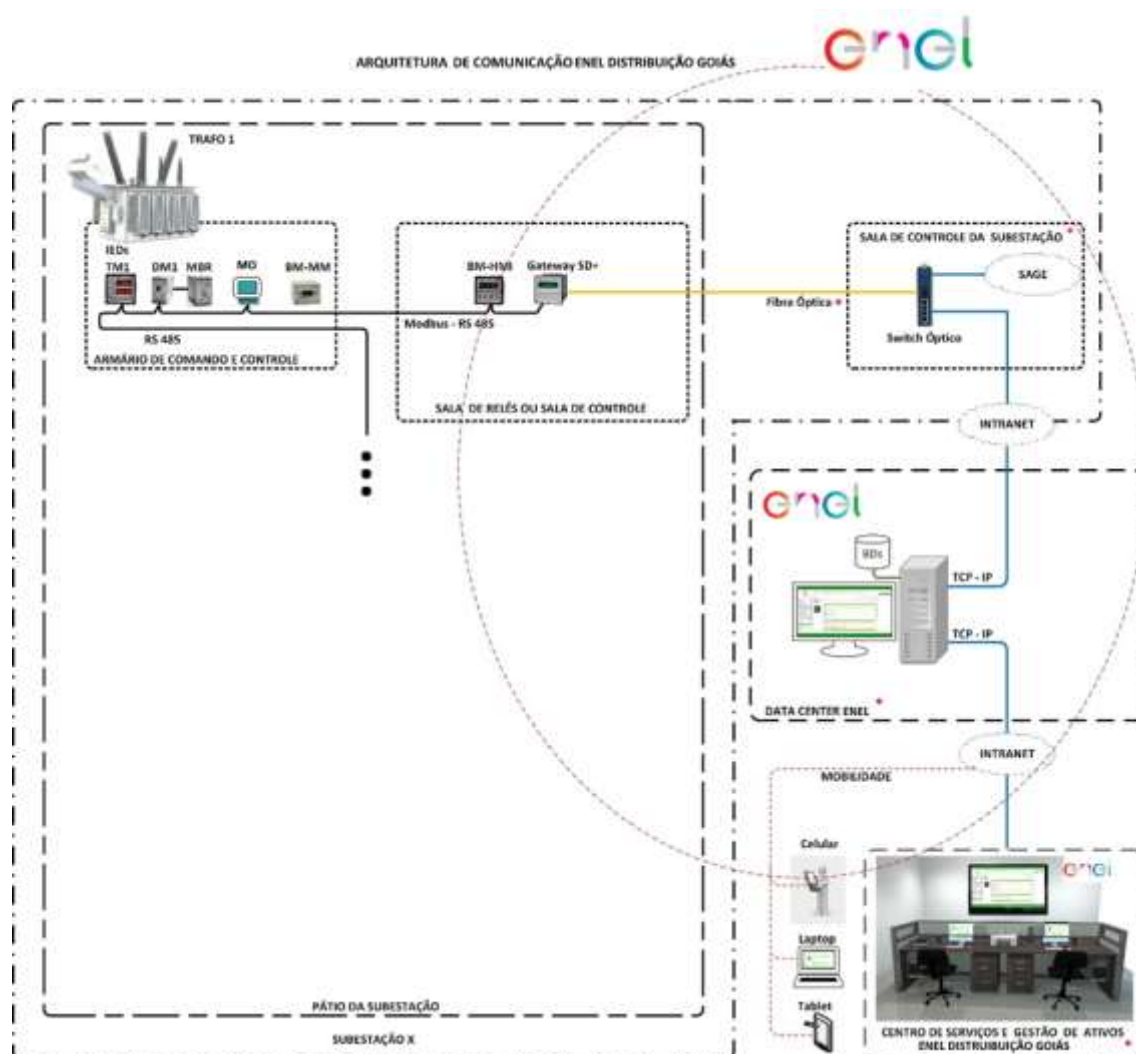 enel
ARQUITETURA DE COMUNICAÇÃO ENEL DISTRIBUIÇÃO GOIÁS
TRAFO 1
IEDs
TM1 DM1 MBR MO BM-MM
RS 485
ARMÁRIO DE COMANDO E CONTROLE
BM-HMI Gateway SD+
Modbus - RS 485
SALA DE RELÉS OU SALA DE CONTROLE
Fibra Óptica *
SALA DE CONTROLE DA SUBESTAÇÃO *
SAGE
Switch Óptico
INTRANET
enel
BDs
TCP - IP
TCP - IP
DATA CENTER ENEL *
INTRANET
MOBILIDADE
Celular
Laptop
Tablet
enel
CENTRO DE SERVIÇOS E GESTÃO DE ATIVOS
ENEL DISTRUIBUIÇÃO GOIÁS *
PÁTIO DA SUBESTAÇÃO
SUBESTAÇÃO X